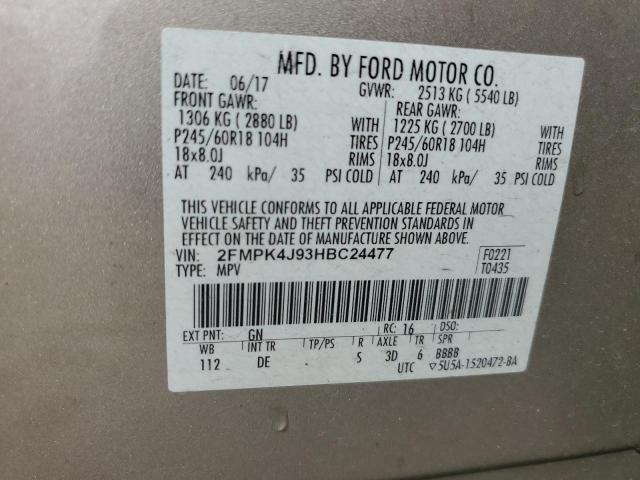 MFD. BY FORD MOTOR CO.
DATE: 06/17 GVWR: 2513 KG ( 5540 LB)
FRONT GAWR: REAR GAWR:
1306 KG ( 2880 LB) WITH 1225 KG ( 2700 LB) WITH
P245/60R18 104H TIRES P245/60R18 104H TIRES
18x8.0J RIMS 18x8.0J RIMS
AT 240 kPa/ 35 PSI COLD AT 240 kPa/ 35 PSI COLD
THIS VEHICLE CONFORMS TO ALL APPLICABLE FEDERAL MOTOR
VEHICLE SAFETY AND THEFT PREVENTION STANDARDS IN
EFFECT ON THE DATE OF MANUFACTURE SHOWN ABOVE.
VIN: 2FMPK4J93HBC24477 F0221
TYPE: MPV T0435
EXT PNT: GN RC: 16 DSO:
WB INT TR TP/PS R AXLE TR SPR
112 DE S 3D 6 BBBB
UTC ▽5U5A-1520472-BA